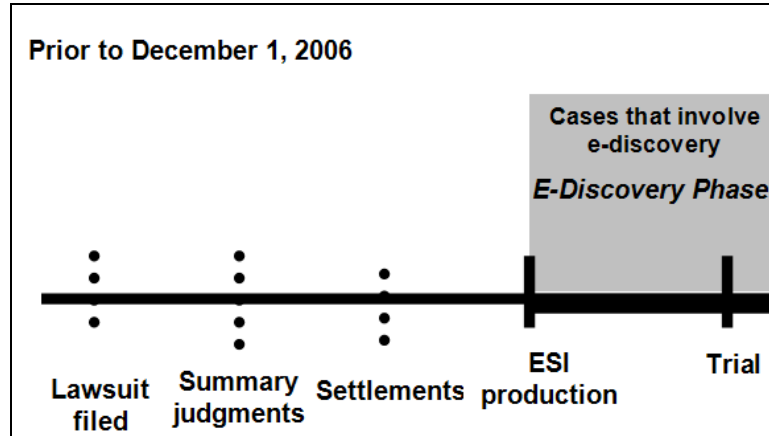 Prior to December 1, 2006
Cases that involve
e-discovery
E-Discovery Phase
Lawsuit
filed
Summary
judgments
Settlements
ESI
production
Trial